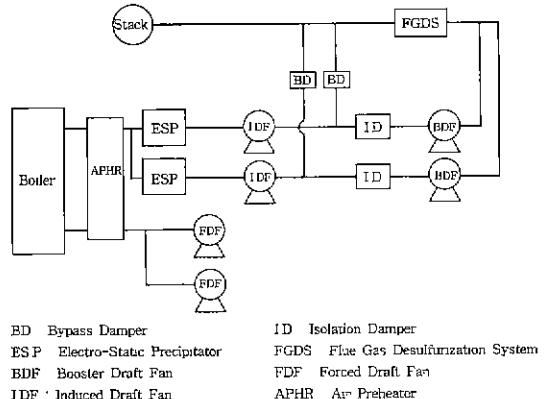 Stack
FGDS
BD
BD
ESP
IDF
ID
BDF
Boiler
APHR
ESP
IDF
ID
BDF
FDF
FDF
BD Bypass Damper
ID Isolation Damper
ESP Electro-Static Precipitator
FGDS Flue Gas Desulfurization System
BDF Booster Draft Fan
FDF Forced Draft Fan
IDF : Induced Draft Fan
APHR Air Preheator